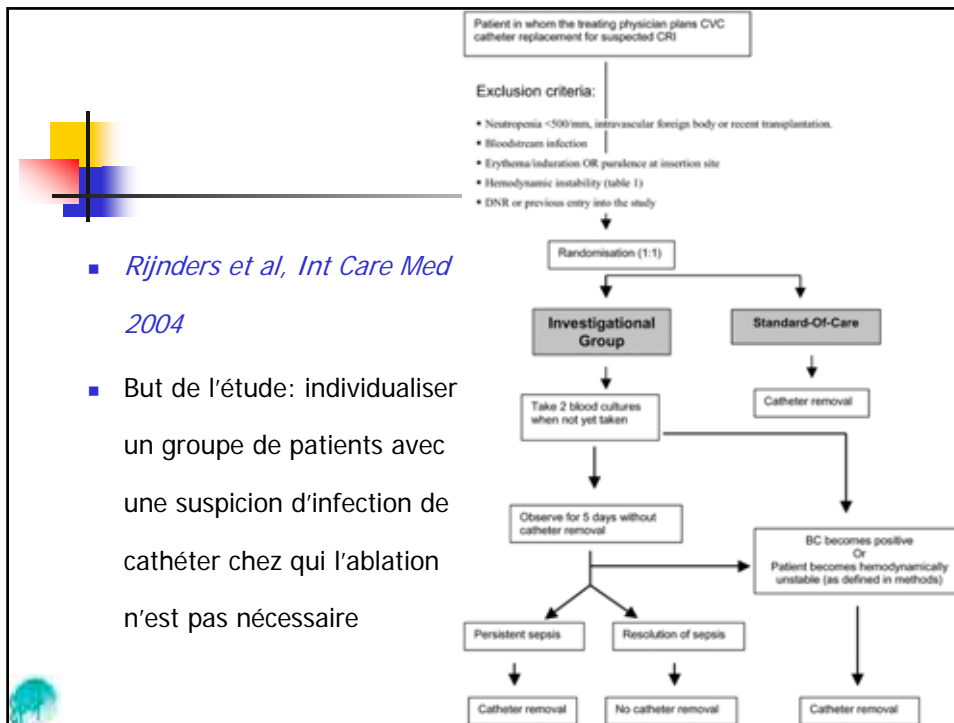 Rijnders et al, Int Care Med
2004
But de l'étude: individualiser
un groupe de patients avec
une suspicion d'infection de
cathéter chez qui l'ablation
n'est pas nécessaire
Patient in whom the treating physician plans CVC
catheter replacement for suspected CRI
Exclusion criteria:
• Neutropenia <500/mm, intravascular foreign body or recent transplantation.
• Bloodstream infection
• Erythema/induration OR purulence at insertion site
• Hemodynamic instability (table 1)
• DNR or previous entry into the study
Randomisation (1:1)
Investigational
Group
Standard-Of-Care
Take 2 blood cultures
when not yet taken
Catheter removal
Observe for 5 days without
catheter removal
BC becomes positive
Or
Patient becomes hemodynamically
unstable (as defined in methods)
Persistent sepsis
Resolution of sepsis
Catheter removal
No catheter removal
Catheter removal